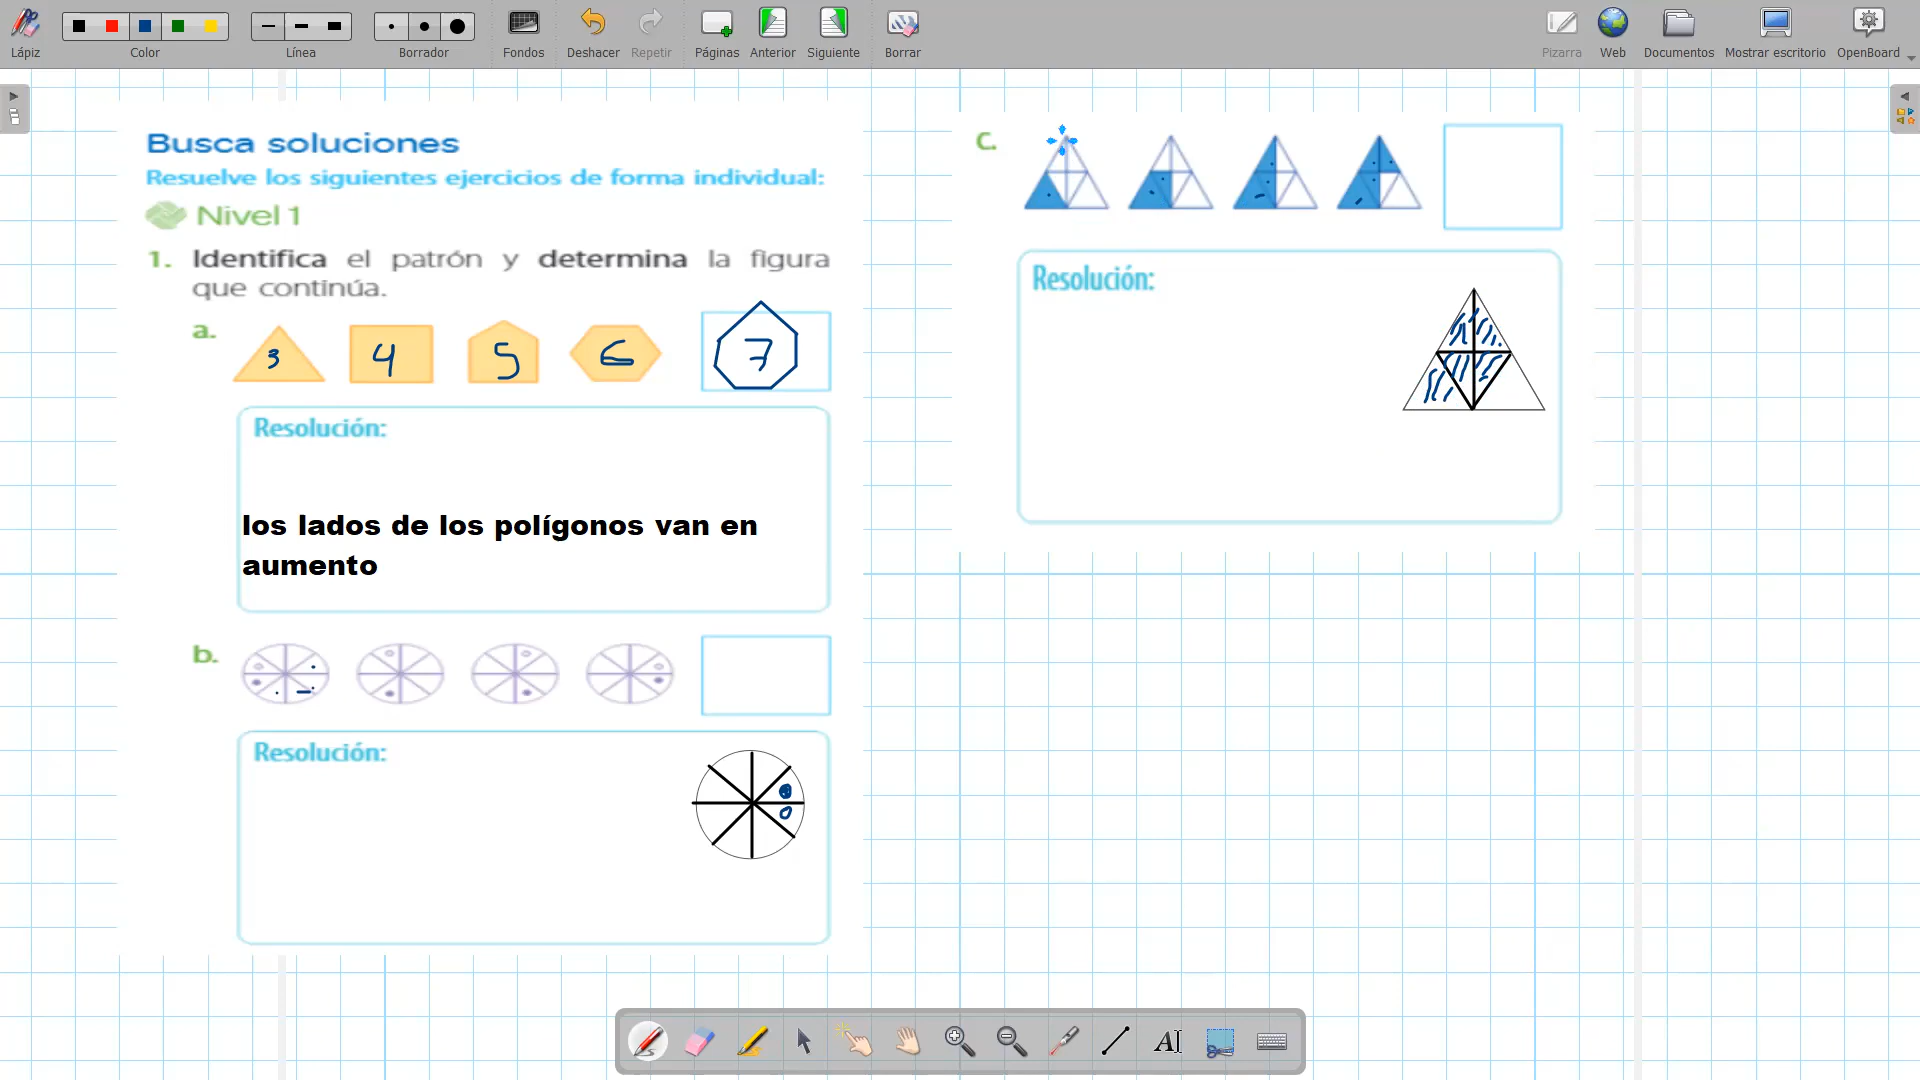 Lápiz
Color
Línea
Borrador
Fondos
Deshacer
Repetir
Páginas
Anterior
Siguiente
Borrar
Pizarra
Web
Documentos
Mostrar escritorio
OpenBoard
Busca soluciones
Resuelve los siguientes ejercicios de forma individual:
Nivel 1
1. Identifica el patrón y determina la figura
que continúa.
a.
3 4 5 6 7
Resolución:
los lados de los polígonos van en
aumento
b.
Resolución:
c.
Resolución: